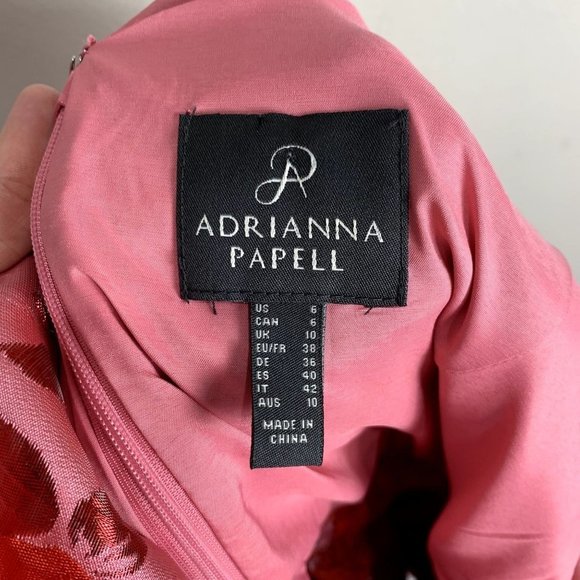 ADRIANNA
PAPELL
US 6
CAN 6
UK 10
EU/FR 38
DE 36
ES 40
IT 42
AUS 10
MADE IN
CHINA